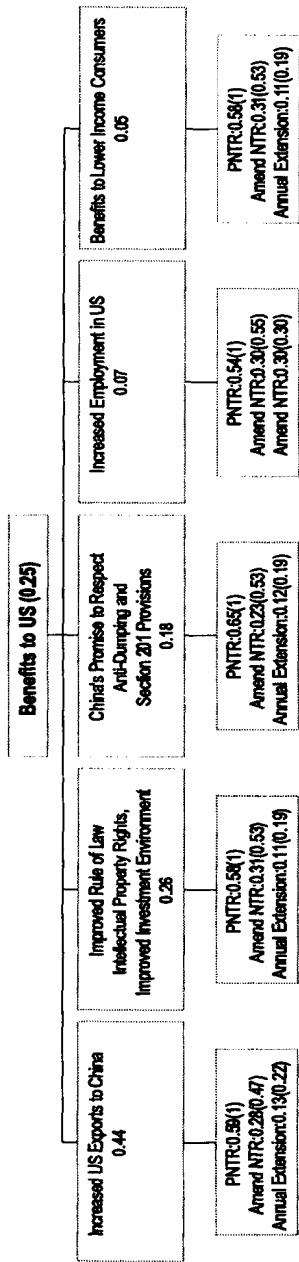 Benefits to US (0.25)
Increased US Exports to China
0.44
Improved Rule of Law
Intellectual Property Rights,
Improved Investment Environment
0.26
China's Promise to Respect
Anti-Dumping and
Section 201 Provisions
0.18
Increased Employment in US
0.07
Benefits to Lower Income Consumers
0.05
PNTR:0.59(1)
Amend NTR:0.28(0.47)
Annual Extension:0.13(0.22)
PNTR:0.58(1)
Amend NTR:0.31(0.53)
Annual Extension:0.11(0.19)
PNTR:0.65(1)
Amend NTR:0.23(0.53)
Annual Extension:0.12(0.19)
PNTR:0.54(1)
Amend NTR:0.30(0.55)
Amend NTR:0.30(0.30)
PNTR:0.58(1)
Amend NTR:0.31(0.53)
Annual Extension:0.11(0.19)